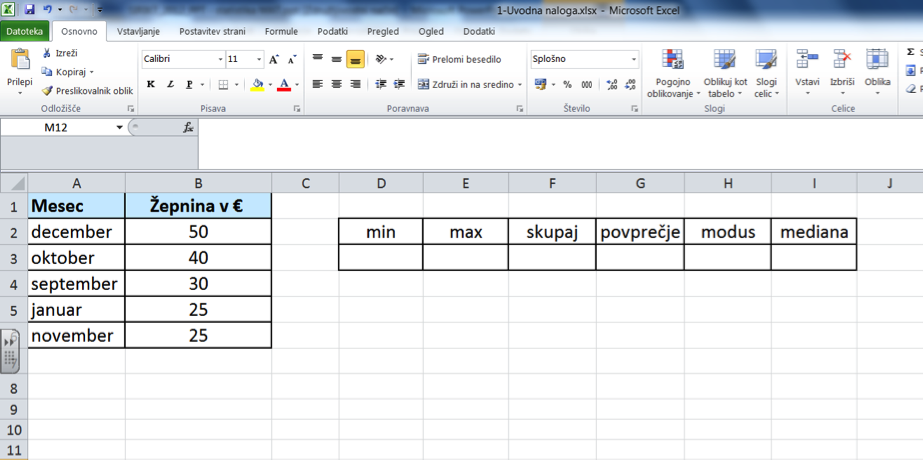 1-Uvodna naloga.xlsx - Microsoft Excel
Datoteka Osnovno Vstavljanje Postavitev strani Formule Podatki Pregled Ogled Dodatki
Prilepi
Izreži
Kopiraj
Preslikovalnik oblik
Odložišče
Calibri 11
K L P
Pisava
Prelomi besedilo
Združi in na sredino
Poravnava
Splošno
% 000
Število
Pogojno oblikovanje
Oblikuj kot tabelo
Slogi celic
Slogi
Vstavi Izbriši Oblika
Celice
M12 fx
A B C D E F G H I J
1 Mesec Žepnina v €
2 december 50 min max skupaj povprečje modus mediana
3 oktober 40
4 september 30
5 januar 25
november 25
8
9
10
11